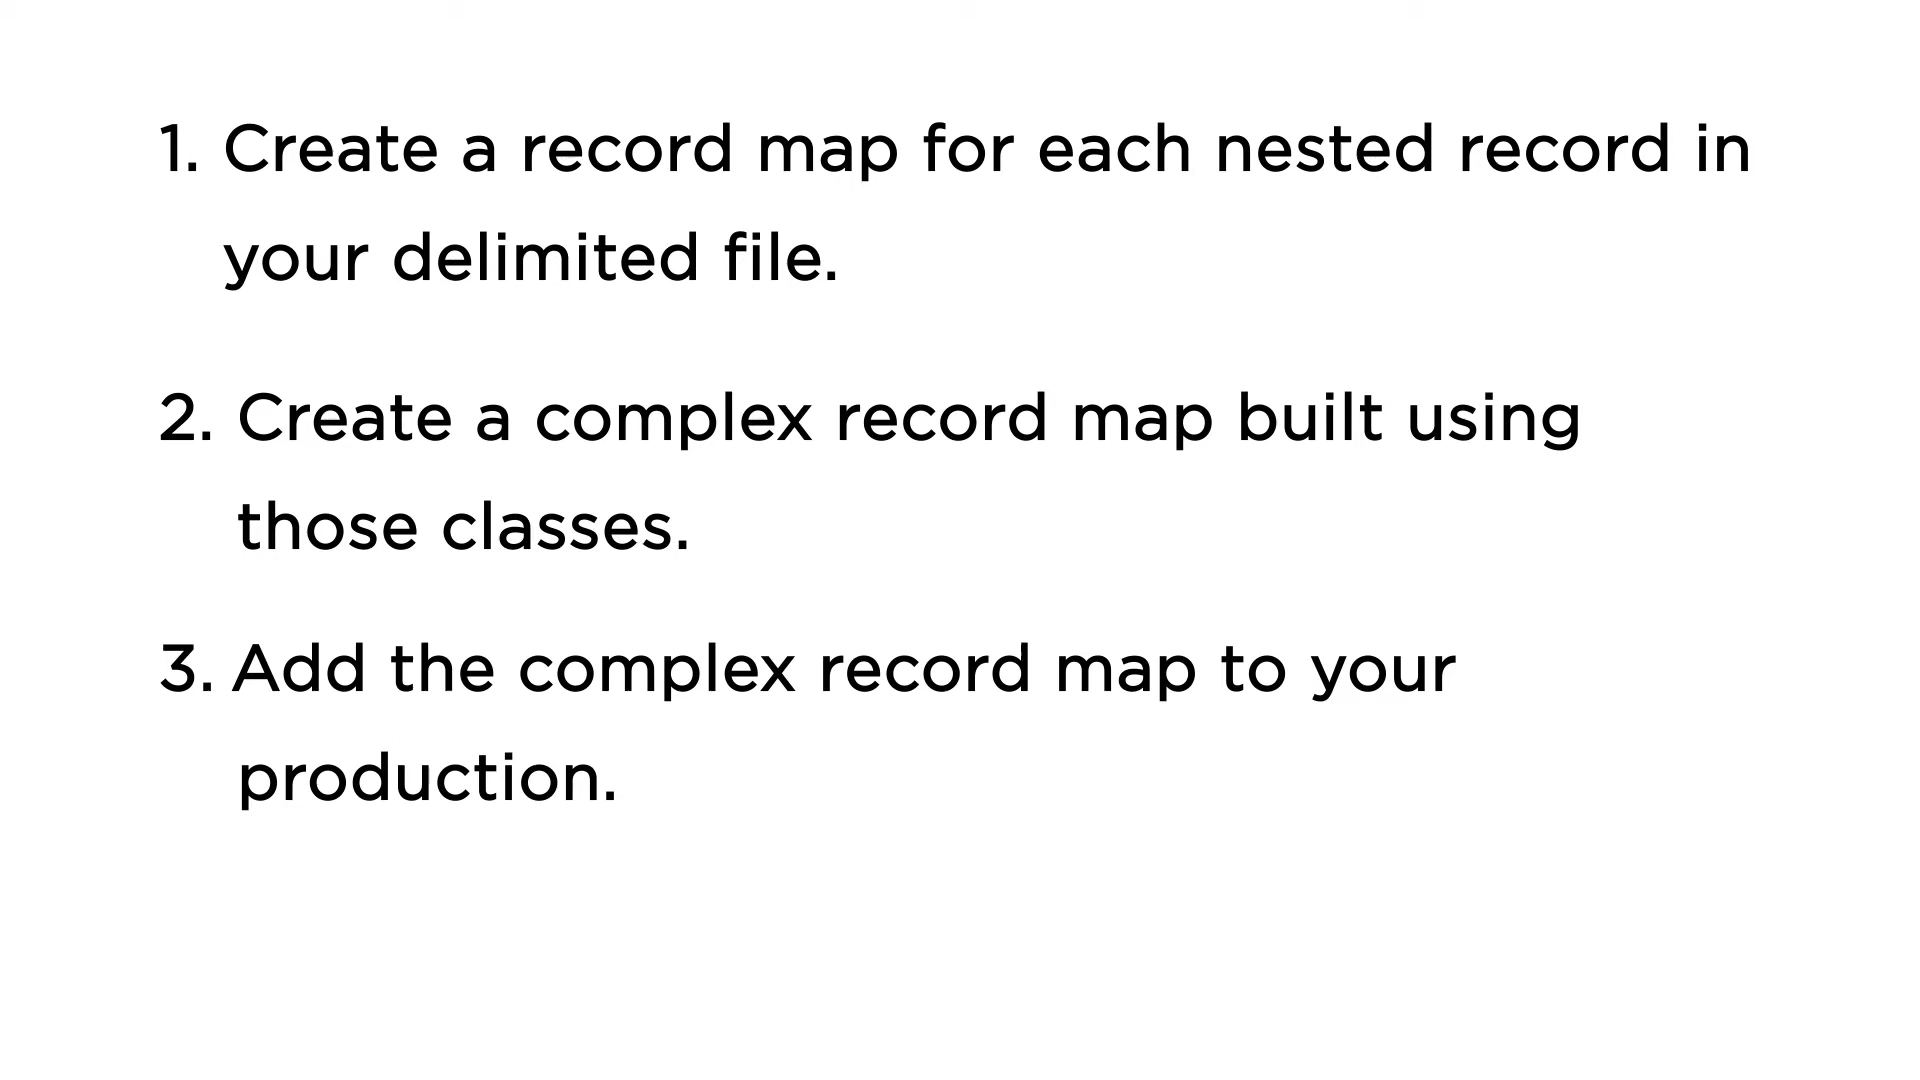 1. Create a record map for each nested record in
your delimited file.
2. Create a complex record map built using
those classes.
3. Add the complex record map to your
production.